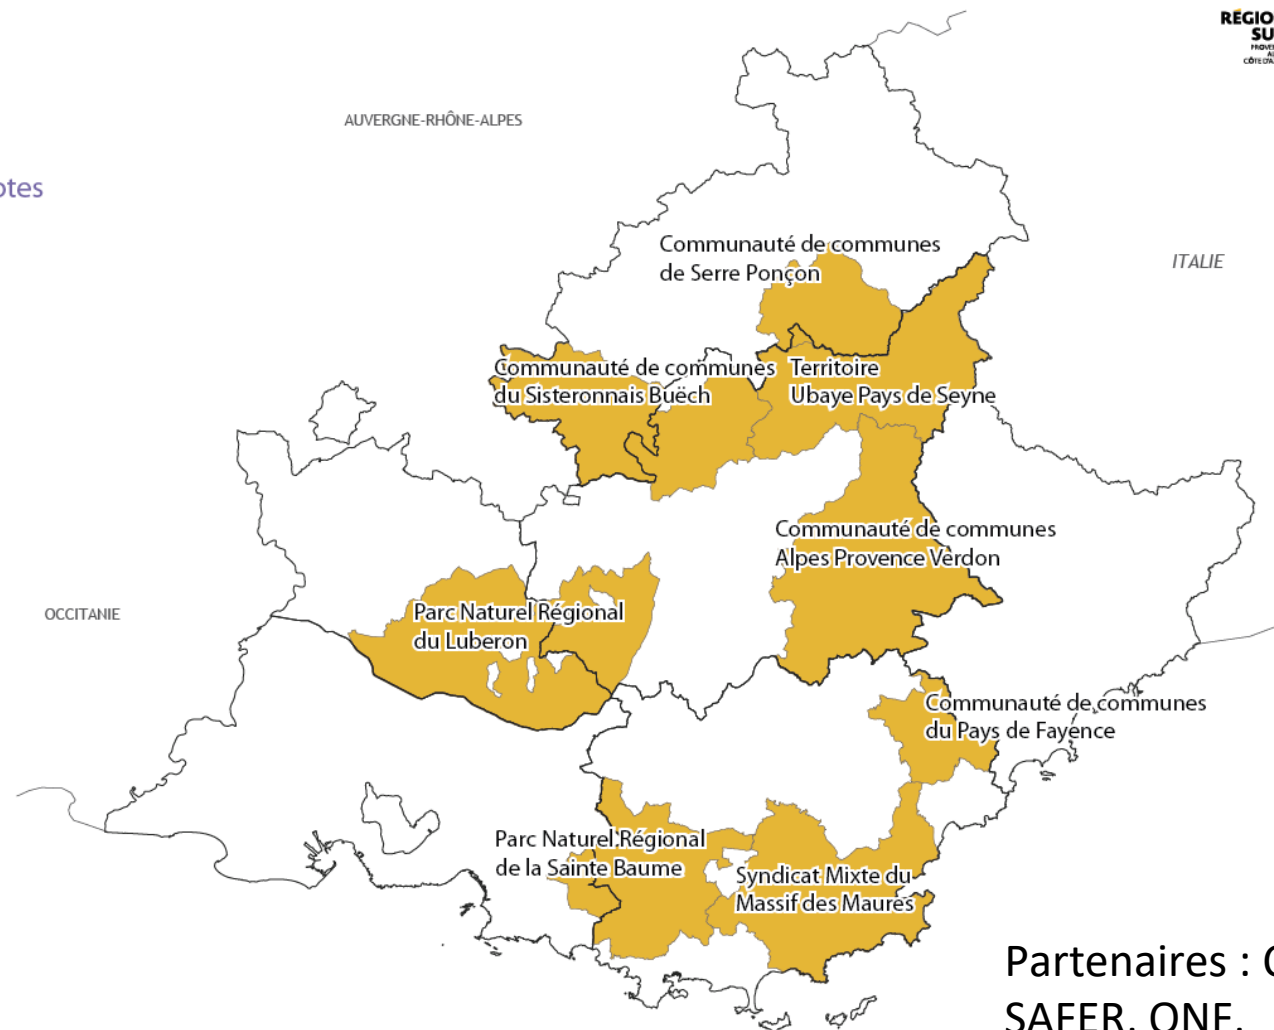 RÉGIO
SU
AUVERGNE-RHÔNE-ALPES
Communauté de communes
de Serre Ponçon
ITALIE
Communauté de communes
du Sisteronnais Buëch
Territoire
Ubaye Pays de Seyne
Communauté de communes
Alpes Provence Verdon
OCCITANIE
Parc Naturel Régional
du Luberon
Communauté de communes
du Pays de Fayence
Parc Naturel Régional
de la Sainte Baume
Syndicat Mixte du
Massif des Maures
Partenaires :
SAFER, ONF,